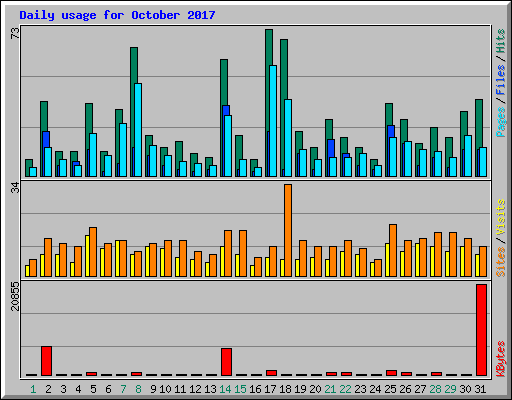 Daily usage for October 2017
73
Pages/Files/Hits
34
Sites/Visits
20855
KBytes
1 2 3 4 5 6 7 8 9 10 11 12 13 14 15 16 17 18 19 20 21 22 23 24 25 26 27 28 29 30 31